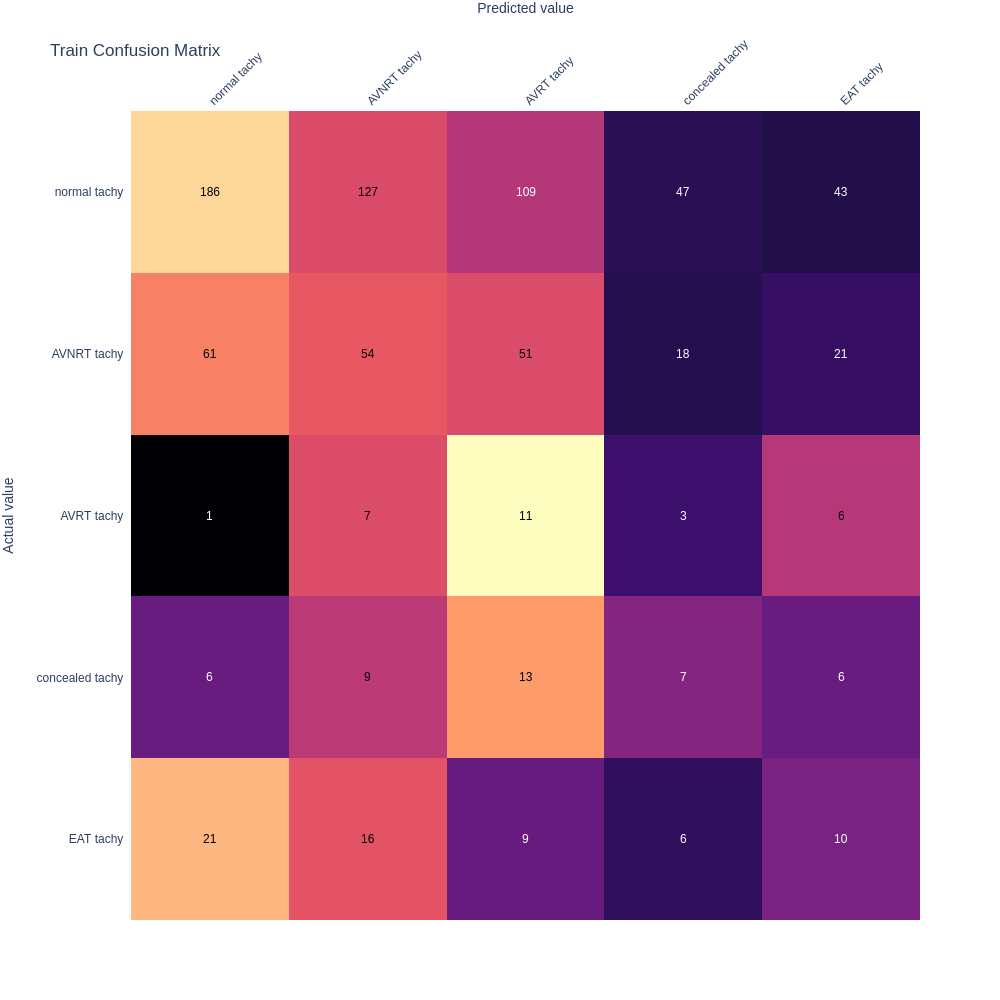 Predicted value
Train Confusion Matrix
normal tachy
AVNRT tachy
AVRT tachy
concealed tachy
EAT tachy
Actual value
normal tachy 186 127 109 47 43
AVNRT tachy 61 54 51 18 21
AVRT tachy 1 7 11 3 6
concealed tachy 6 9 13 7 6
EAT tachy 21 16 9 6 10